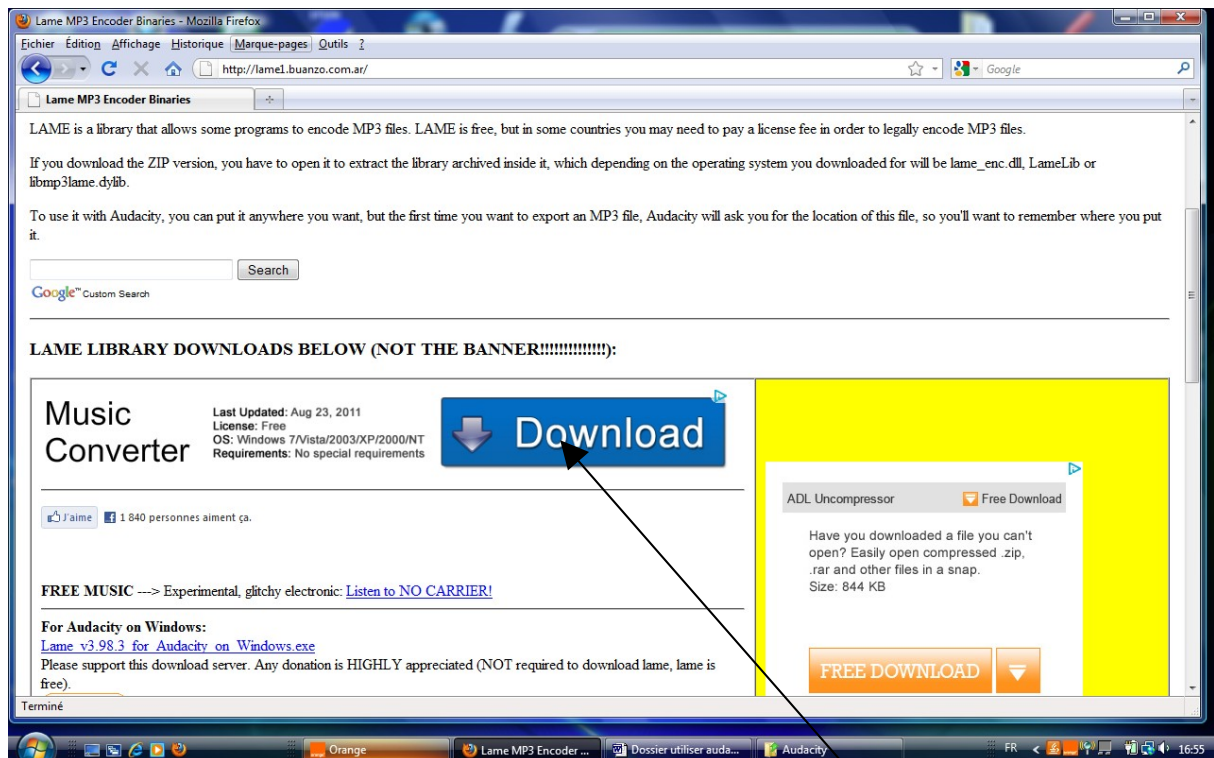 Lame MP3 Encoder Binaries - Mozilla Firefox
Eichier Édition Affichage Historique Marque-pages Outils ?
http://lame1.buanzo.com.ar/
Google
Lame MP3 Encoder Binaries
LAME is a library that allows some programs to encode MP3 files. LAME is free, but in some countries you may need to pay a license fee in order to legally encode MP3 files.
If you download the ZIP version, you have to open it to extract the library archived inside it, which depending on the operating system you downloaded for will be lame_enc.dll, LameLib or
libmp3lame.dylib.
To use it with Audacity, you can put it anywhere you want, but the first time you want to export an MP3 file, Audacity will ask you for the location of this file, so you'll want to remember where you put
it.
Search
Google™ Custom Search
LAME LIBRARY DOWNLOADS BELOW (NOT THE BANNER!!!!!!!!!!!!!!):
Music
Converter
Last Updated: Aug 23, 2011
License: Free
OS: Windows 7/Vista/2003/XP/2000/NT
Requirements: No special requirements
Download
ADL Uncompressor Free Download
Have you downloaded a file you can't
open? Easily open compressed .zip,
.rar and other files in a snap.
Size: 844 KB
FREE DOWNLOAD
J'aime 1 840 personnes aiment ça.
FREE MUSIC ---> Experimental, glitchy electronic: Listen to NO CARRIER!
For Audacity on Windows:
Lame v3.98.3 for Audacity on Windows.exe
Please support this download server. Any donation is HIGHLY appreciated (NOT required to download lame, lame is
free).
Terminé
Orange
Lame MP3 Encoder ...
Dossier utiliser auda...
Audacity
FR
16:55